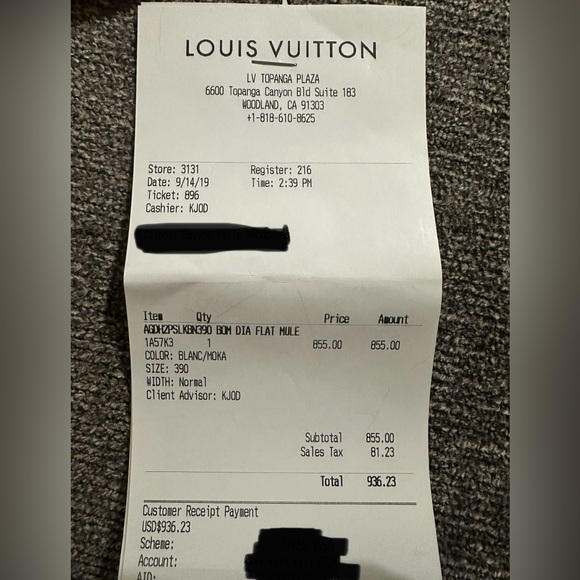 LOUIS VUITTON
LV TOPANGA PLAZA
6600 Topanga Canyon Bld Suite 183
WOODLAND, CA 91303
+1-818-610-8625
Store: 3131 Register: 216
Date: 9/14/19 Time: 2:39 PM
Ticket: 896
Cashier: KJOD
Item Qty Price Amount
AGDHZPSLKBN390 BOM DIA FLAT MULE
1A57K3 1 855.00 855.00
COLOR: BLANC/MOKA
SIZE: 390
WIDTH: Normal
Client Advisor: KJOD
Subtotal 855.00
Sales Tax 81.23
Total 936.23
Customer Receipt Payment
USD$936.23
Scheme:
Account:
AID: